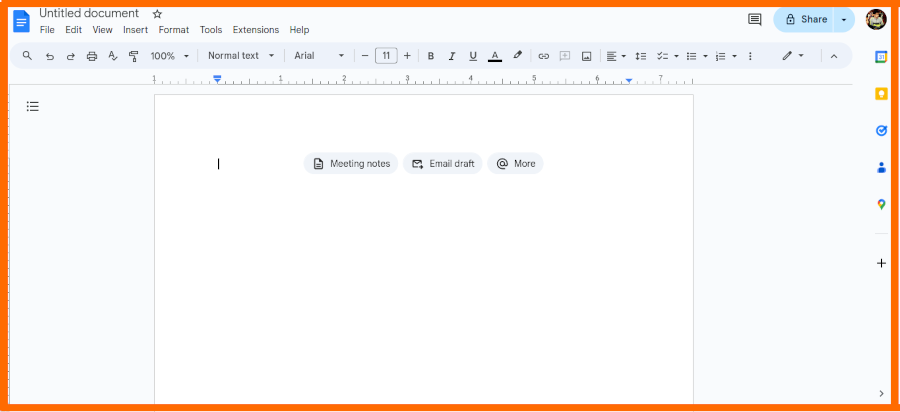 Untitled document
Share
File Edit View Insert Format Tools Extensions Help
100% Normal text Arial 11 B I U A
1 1 2 3 4 5 6 7
Meeting notes Email draft More